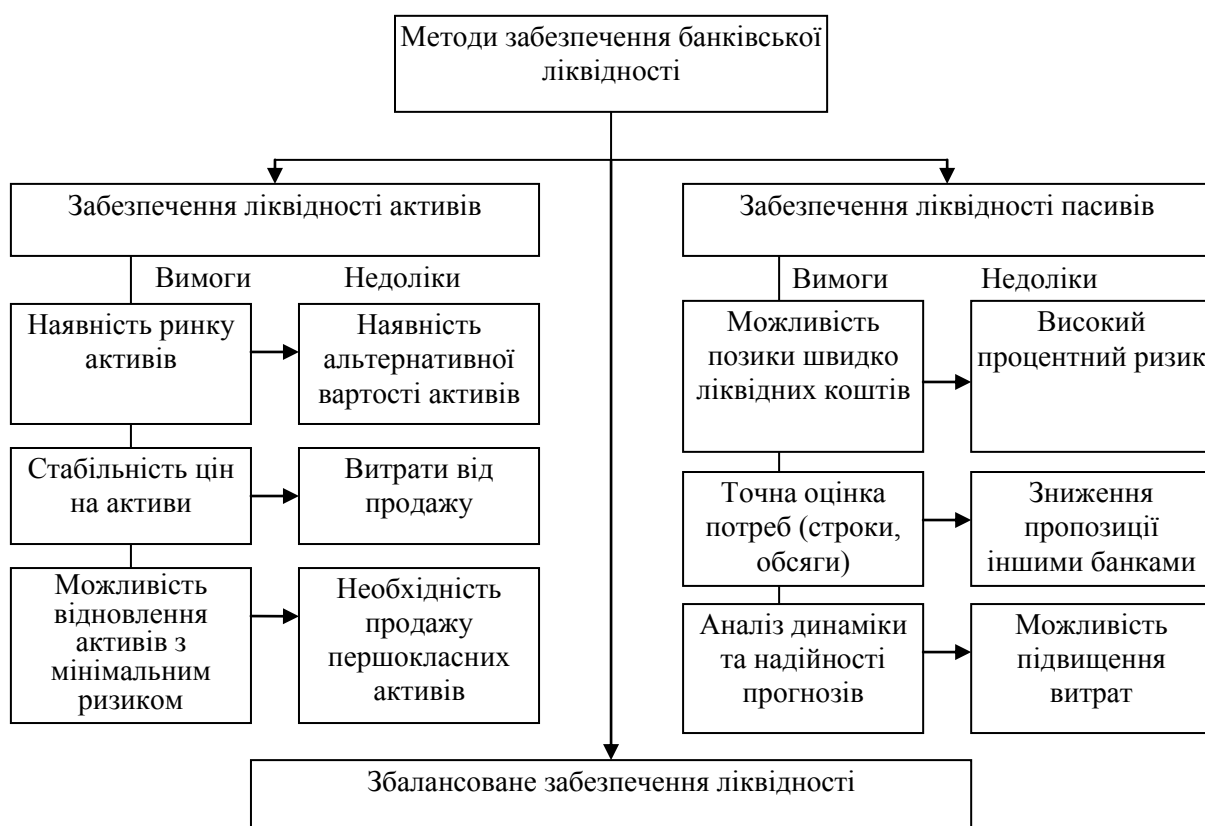 Методи забезпечення банківської
ліквідності
Забезпечення ліквідності активів
Вимоги
Недоліки
Наявність ринку
активів
Наявність
альтернативної
вартості активів
Стабільність цін
на активи
Витрати від
продажу
Можливість
відновлення
активів з
мінімальним
ризиком
Необхідність
продажу
першокласних
активів
Забезпечення ліквідності пасивів
Вимоги
Недоліки
Можливість
позики швидко
ліквідних коштів
Високий
процентний ризик
Точна оцінка
потреб (строки,
обсяги)
Зниження
пропозиції
іншими банками
Аналіз динаміки
та надійності
прогнозів
Можливість
підвищення
витрат
Збалансоване забезпечення ліквідності